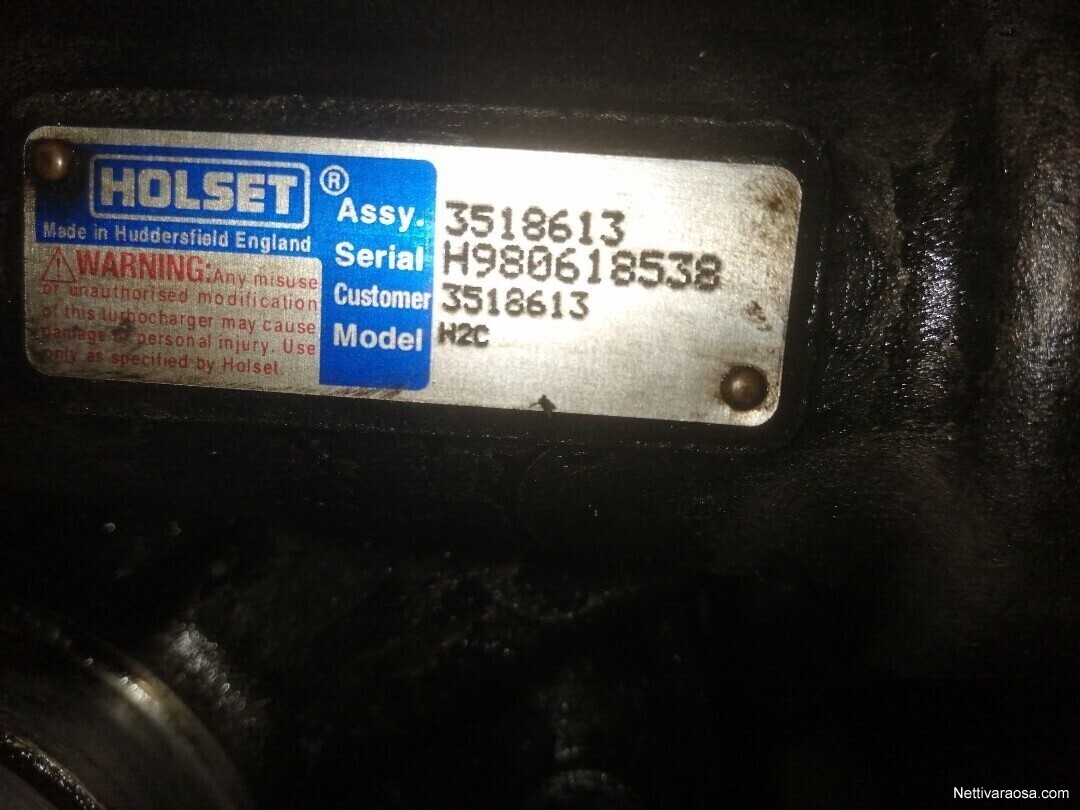 HOLSET ®
Made in Huddersfield England
WARNING: Any misuse
or unauthorised modification
of this turbocharger may cause
damage or personal injury. Use
only as specified by Holset.
Assy. 3518613
Serial H980618538
Customer 3518613
Model H2C
Nettivaraosa.com